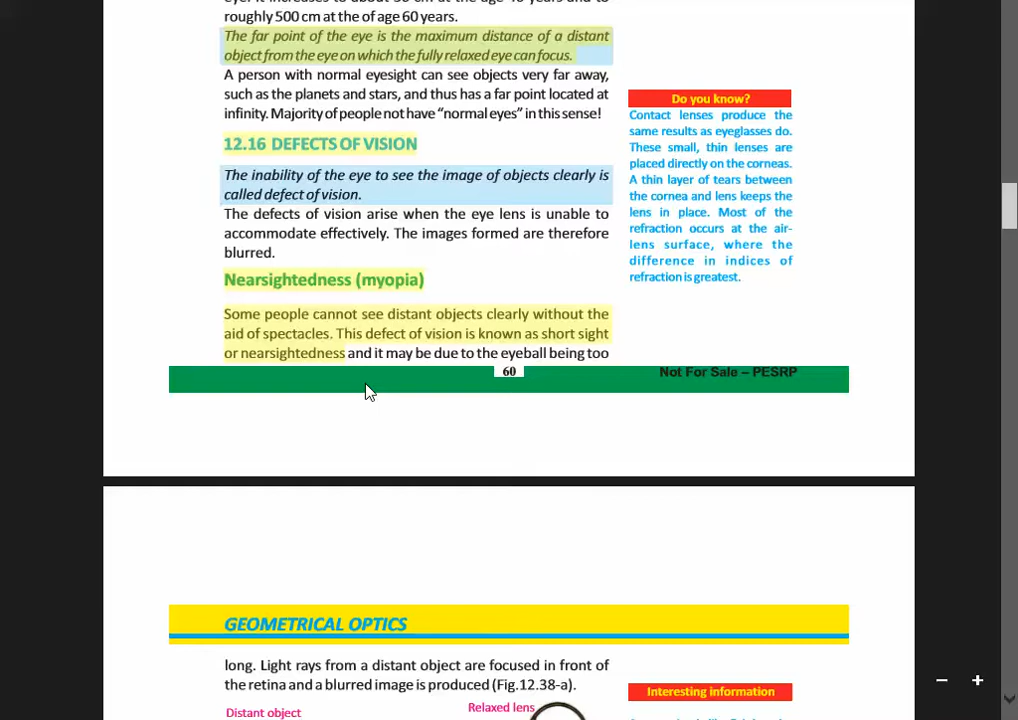 roughly 500 cm at the of age 60 years.
The far point of the eye is the maximum distance of a distant
object from the eye on which the fully relaxed eye can focus.
A person with normal eyesight can see objects very far away,
such as the planets and stars, and thus has a far point located at
infinity. Majority of people not have “normal eyes” in this sense!
12.16 DEFECTS OF VISION
The inability of the eye to see the image of objects clearly is
called defect of vision.
The defects of vision arise when the eye lens is unable to
accommodate effectively. The images formed are therefore
blurred.
Nearsightedness (myopia)
Some people cannot see distant objects clearly without the
aid of spectacles. This defect of vision is known as short sight
or nearsightedness and it may be due to the eyeball being too
Do you know?
Contact lenses produce the
same results as eyeglasses do.
These small, thin lenses are
placed directly on the corneas.
A thin layer of tears between
the cornea and lens keeps the
lens in place. Most of the
refraction occurs at the air-
lens surface, where the
difference in indices of
refraction is greatest.
60
Not For Sale – PESRP
GEOMETRICAL OPTICS
long. Light rays from a distant object are focused in front of
the retina and a blurred image is produced (Fig.12.38-a).
Interesting information
Distant object
Relaxed lens